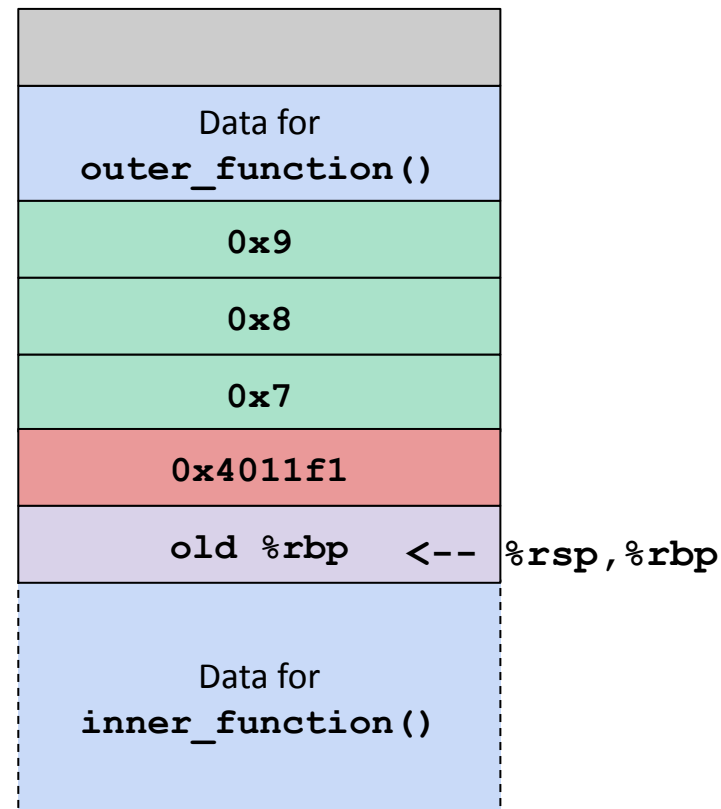 Data for
outer_function()
0x9
0x8
0x7
0x4011f1
old %rbp <-- %rsp,%rbp
Data for
inner_function()